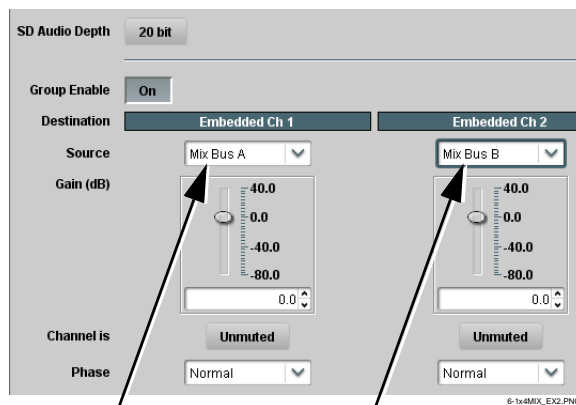 SD Audio Depth 20 bit
Group Enable On
Destination Embedded Ch 1 Embedded Ch 2
Source Mix Bus A Mix Bus B
Gain (dB) 40.0 40.0
0.0 0.0
-40.0 -40.0
-80.0 -80.0
0.0 0.0
Channel is Unmuted Unmuted
Phase Normal Normal
6-1x4MIX_EX2.PNG